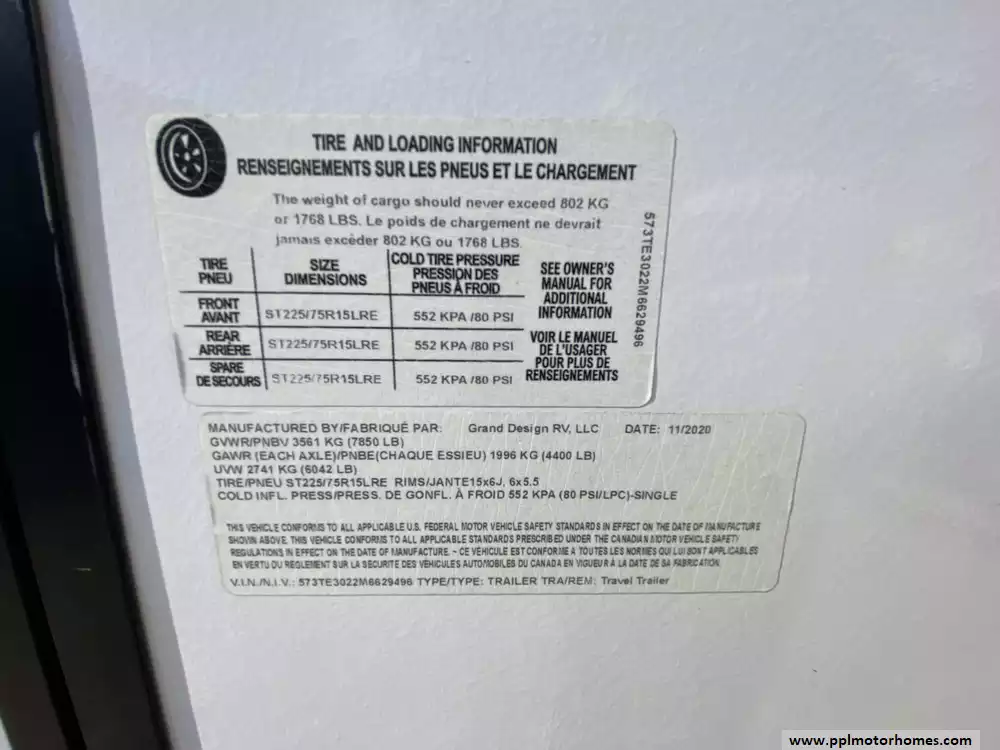 TIRE AND LOADING INFORMATION
RENSEIGNEMENTS SUR LES PNEUS ET LE CHARGEMENT
The weight of cargo should never exceed 802 KG
or 1768 LBS. Le poids de chargement ne devrait
jamais excéder 802 KG ou 1768 LBS.
TIRE
PNEU
SIZE
DIMENSIONS
COLD TIRE PRESSURE
PRESSION DES
PNEUS À FROID
SEE OWNER'S
MANUAL FOR
ADDITIONAL
INFORMATION
FRONT
AVANT
ST225/75R15LRE
552 KPA /80 PSI
REAR
ARRIÈRE
ST225/75R15LRE
552 KPA /80 PSI
VOIR LE MANUEL
DE L'USAGER
POUR PLUS DE
RENSEIGNEMENTS
SPARE
DE SECOURS
ST225/75R15LRE
552 KPA /80 PSI
573TE3022M6629496
MANUFACTURED BY/FABRIQUÉ PAR: Grand Design RV, LLC DATE: 11/2020
GVWR/PNBV 3561 KG (7850 LB)
GAWR (EACH AXLE)/PNBE(CHAQUE ESSIEU) 1996 KG (4400 LB)
UVW 2741 KG (6042 LB)
TIRE/PNEU ST225/75R15LRE RIMS/JANTE15x6J, 6x5.5
COLD INFL. PRESS/PRESS. DE GONFL. À FROID 552 KPA (80 PSI/LPC)-SINGLE
THIS VEHICLE CONFORMS TO ALL APPLICABLE U.S. FEDERAL MOTOR VEHICLE SAFETY STANDARDS IN EFFECT ON THE DATE OF MANUFACTURE
SHOWN ABOVE. THIS VEHICLE CONFORMS TO ALL APPLICABLE STANDARDS PRESCRIBED UNDER THE CANADIAN MOTOR VEHICLE SAFETY
REGULATIONS IN EFFECT ON THE DATE OF MANUFACTURE. - CE VÉHICULE EST CONFORME A TOUTES LES NORMES QUI LUI SONT APPLICABLES
EN VERTU DU REGLEMENT SUR LA SECURITE DES VEHICULES AUTOMOBILES DU CANADA EN VIGUEUR À LA DATE DE SA FABRICATION
V.I.N./N.I.V.: 573TE3022M6629496 TYPE/TYPE: TRAILER TRA/REM: Travel Trailer
www.pplmotorhomes.com